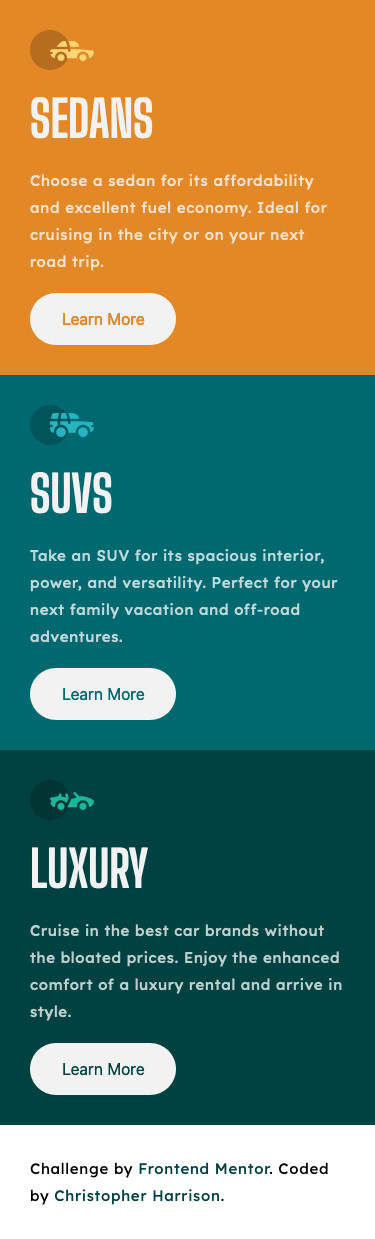 SEDANS
Choose a sedan for its affordability
and excellent fuel economy. Ideal for
cruising in the city or on your next
road trip.
Learn More
SUVS
Take an SUV for its spacious interior,
power, and versatility. Perfect for your
next family vacation and off-road
adventures.
Learn More
LUXURY
Cruise in the best car brands without
the bloated prices. Enjoy the enhanced
comfort of a luxury rental and arrive in
style.
Learn More
Challenge by Frontend Mentor. Coded
by Christopher Harrison.